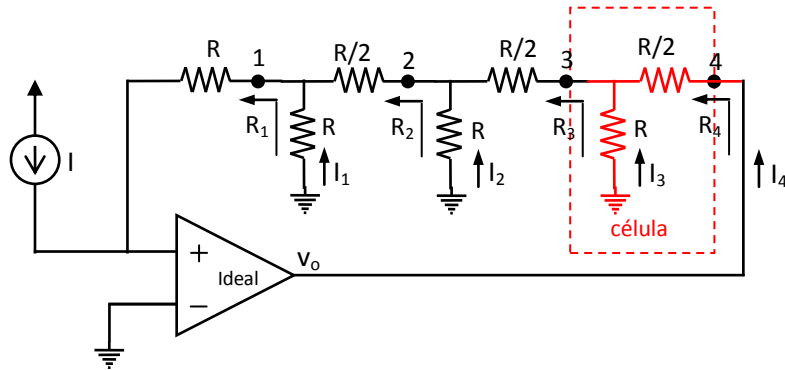 R 1 R/2 2 R/2 3 R/2 4
R₁ R R₂ R R₃ R R₄
I I₁ I₂ I₃ I₄
célula
+ Ideal vₒ
−